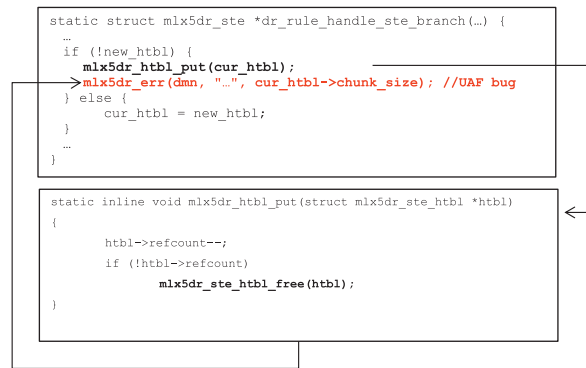 static struct mlx5dr_ste *dr_rule_handle_ste_branch(…) {
…
if (!new_htbl) {
mlx5dr_htbl_put(cur_htbl);
mlx5dr_err(dmn, "…", cur_htbl->chunk_size); //UAF bug
} else {
cur_htbl = new_htbl;
}
…
}
static inline void mlx5dr_htbl_put(struct mlx5dr_ste_htbl *htbl)
{
htbl->refcount--;
if (!htbl->refcount)
mlx5dr_ste_htbl_free(htbl);
}